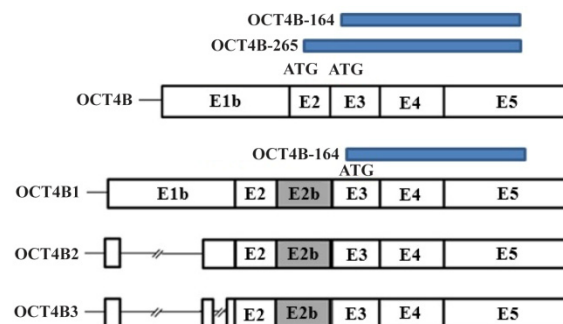 OCT4B-164
OCT4B-265
ATG ATG
OCT4B E1b E2 E3 E4 E5
OCT4B-164
ATG
OCT4B1 E1b E2 E2b E3 E4 E5
OCT4B2 E2 E2b E3 E4 E5
OCT4B3 E2 E2b E3 E4 E5